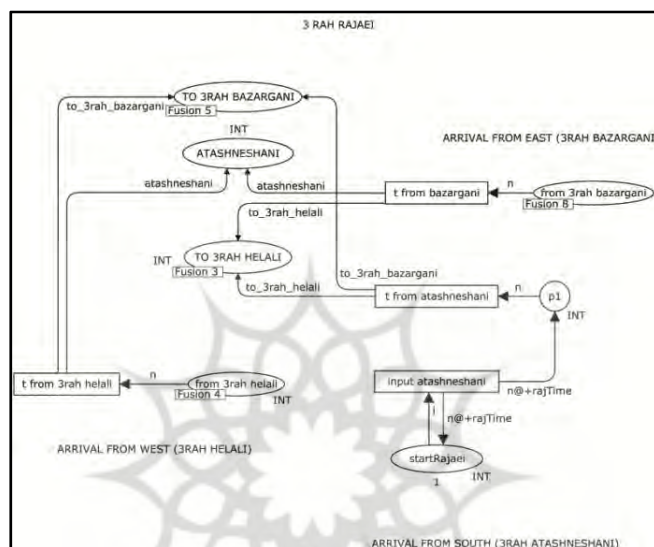 3 RAH RAJAEI
TO 3RAH BAZARGANI
to_3rah_bazargani
Fusion 5
INT
ATASHNESHANI
ARRIVAL FROM EAST (3RAH BAZARGANI
atashneshani
atashneshani
t from bazargani
n
from 3rah bazargani
Fusion 8
to_3rah_helali
TO 3RAH HELALI
INT
Fusion 3
to_3rah_bazargani
to_3rah_helali
t from atashneshani
n
p1
INT
t from 3rah helali
n
from 3rah helali
Fusion 4
INT
input atashneshani
n@+rajTime
i
n@+rajTime
ARRIVAL FROM WEST (3RAH HELALI)
startRajaei
INT
1
ARRIVAL FROM SOUTH (3RAH ATASHNESHANI)